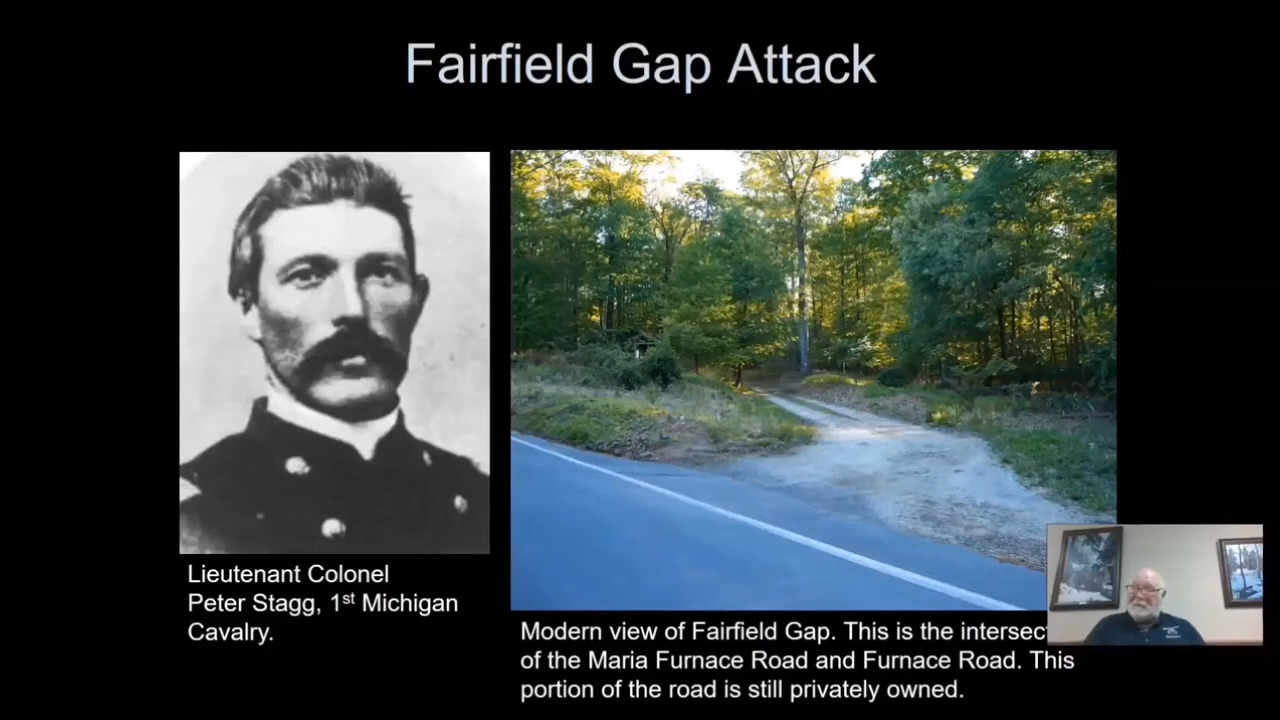 Fairfield Gap Attack
Lieutenant Colonel
Peter Stagg, 1st Michigan
Cavalry.
Modern view of Fairfield Gap. This is the
of the Maria Furnace Road and Furnace Road. This
portion of the road is still privately owned.